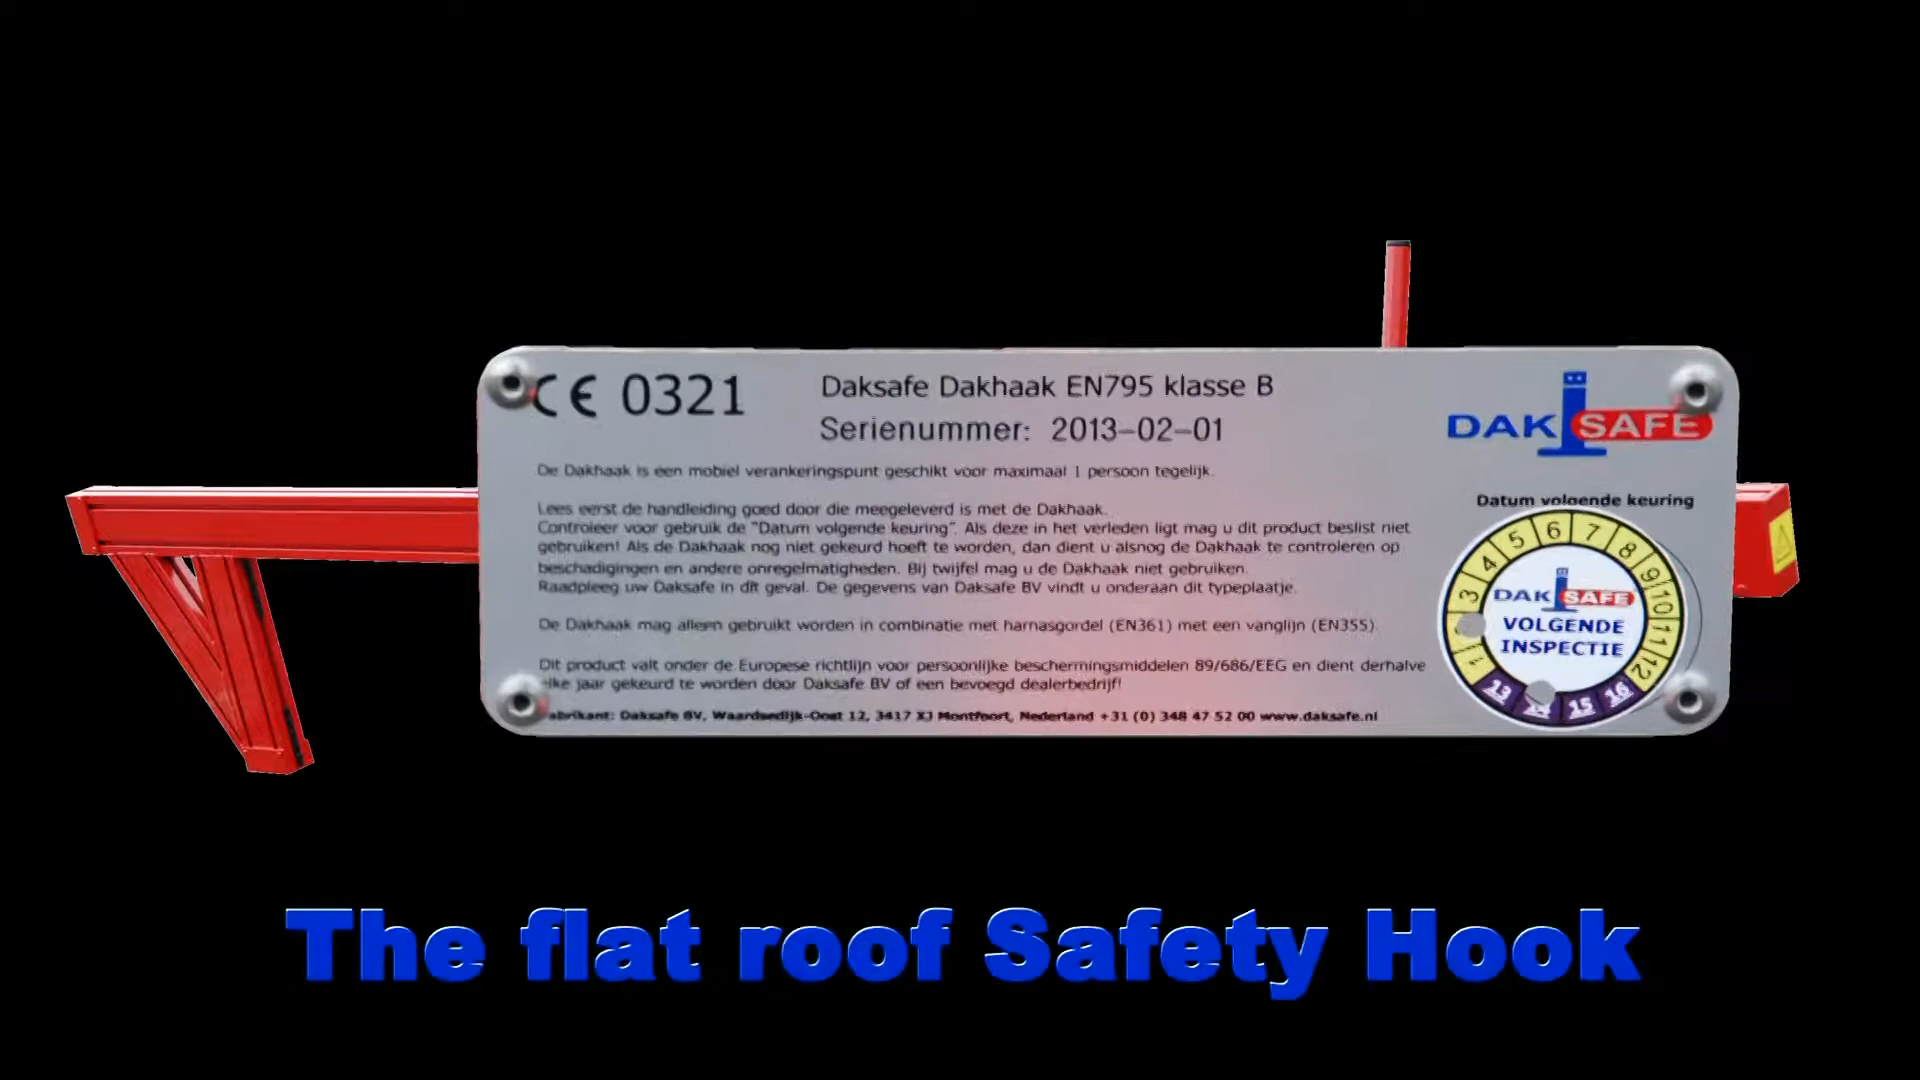 CE 0321
Daksafe Dakhaak EN795 klasse B
Serienummer: 2013-02-01
DAK SAFE
De Dakhaak is een mobiel verankeringspunt geschikt voor maximaal 1 persoon tegelijk.
Lees eerst de handleiding goed door die meegeleverd is met de Dakhaak.
Controleer voor gebruik de "Datum volgende keuring". Als deze in het verleden ligt mag u dit product beslist niet
gebruiken! Als de Dakhaak nog niet gekeurd hoeft te worden, dan dient u alsnog de Dakhaak te controleren op
beschadigingen en andere onregelmatigheden. Bij twijfel mag u de Dakhaak niet gebruiken.
Raadpleeg uw Daksafe in dit geval. De gegevens van Daksafe BV vindt u onderaan dit typeplaatje.
De Dakhaak mag alleen gebruikt worden in combinatie met harnasgordel (EN361) met een vanglijn (EN355)
Dit product valt onder de Europese richtlijn voor persoonlijke beschermingsmiddelen 89/686/EEG en dient derhalve
elke jaar gekeurd te worden door Daksafe BV of een bevoegd dealerbedrijf!
Fabrikant: Daksafe BV, Waardsedijk-Oost 12, 3417 XJ Montfoort, Nederland +31 (0) 348 47 52 00 www.daksafe.nl
Datum volgende keuring
1 3 4 5 6 7 8 9 10 11 12
DAK SAFE
VOLGENDE
INSPECTIE
13 14 15 16
The flat roof Safety Hook